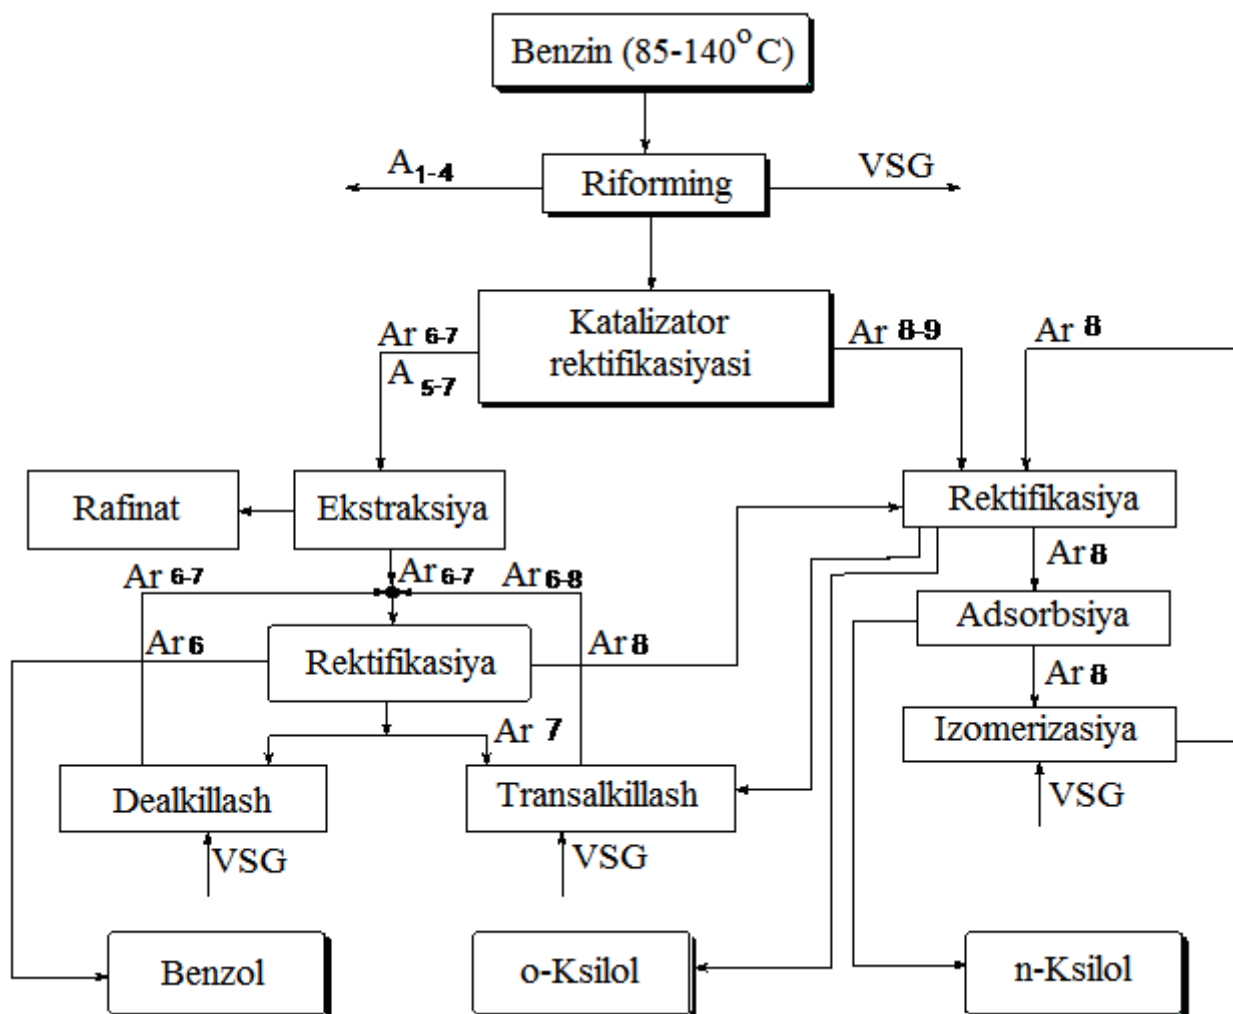 Benzin (85-140°C)
A1-4
Riforming
VSG
Katalizator
rektifikasiyasi
Ar 6-7
A 5-7
Ar 8-9
Ar 8
Rafinat
Ekstraksiya
Rektifikasiya
Ar 6-7
Ar 6-7
Ar 6-8
Ar 8
Adsorbsiya
Ar 6
Rektifikasiya
Ar 8
Ar 8
Izomerizasiya
Ar 7
Dealkillash
Transalkillash
VSG
VSG
VSG
Benzol
o-Ksilol
n-Ksilol